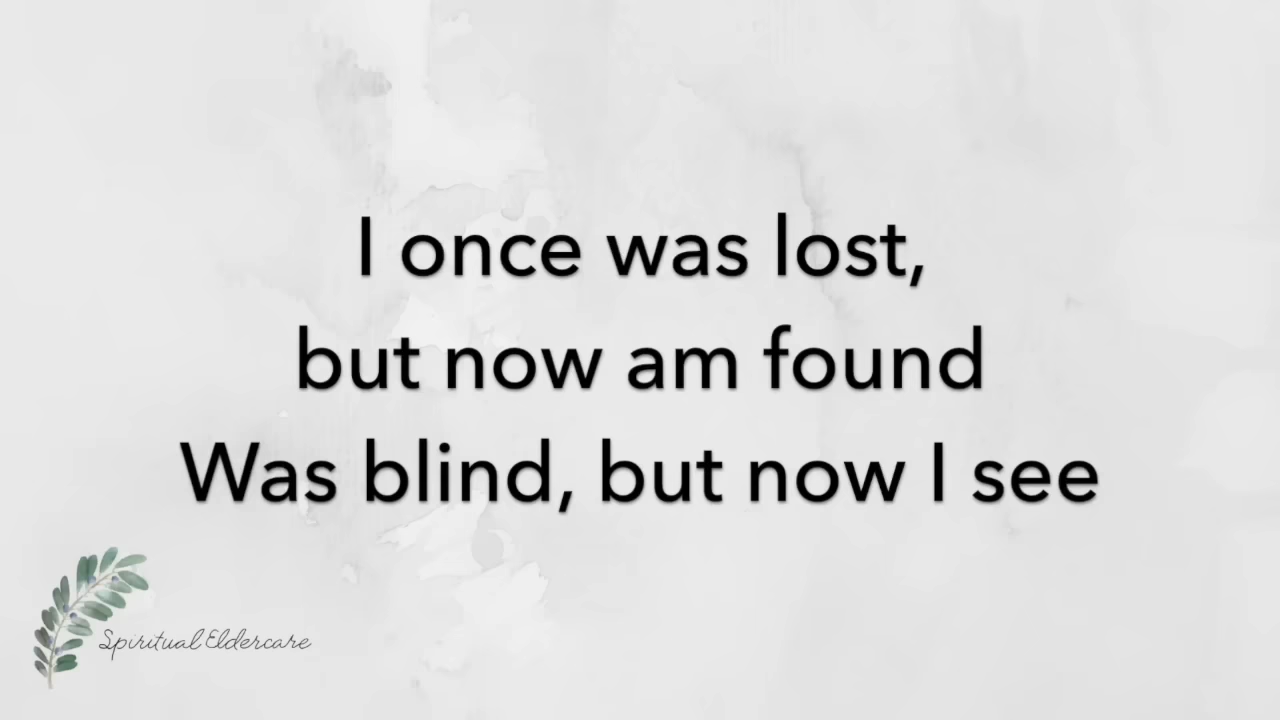 I once was lost,
but now am found
Was blind, but now I see
Spiritual Eldercare